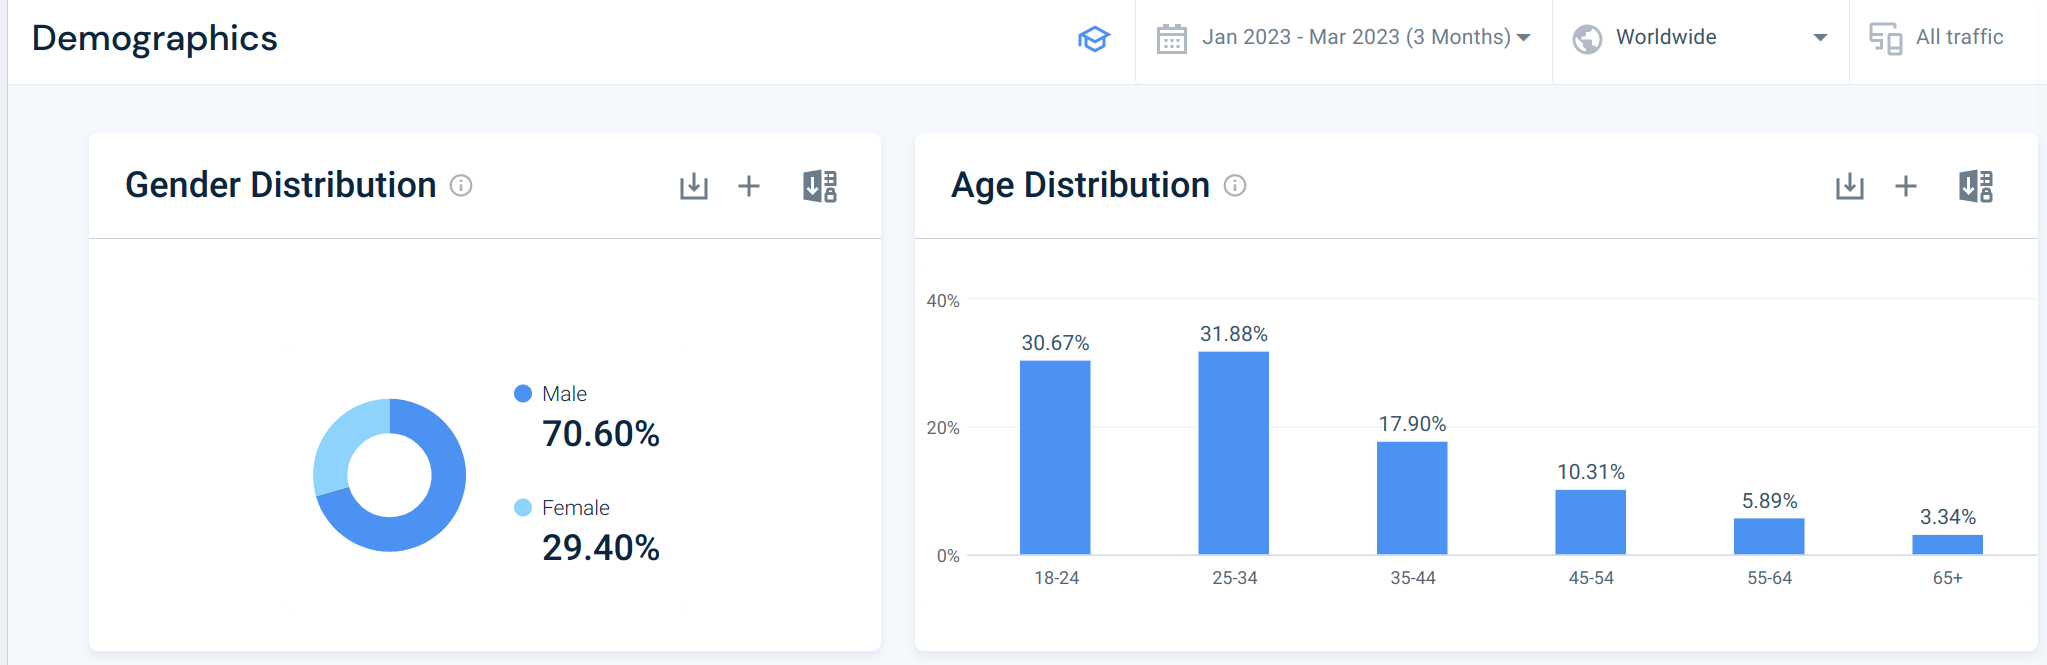 Demographics
Jan 2023 - Mar 2023 (3 Months)
Worldwide
All traffic
Gender Distribution
Male
70.60%
Female
29.40%
Age Distribution
40%
20%
0%
30.67%
31.88%
17.90%
10.31%
5.89%
3.34%
18-24
25-34
35-44
45-54
55-64
65+